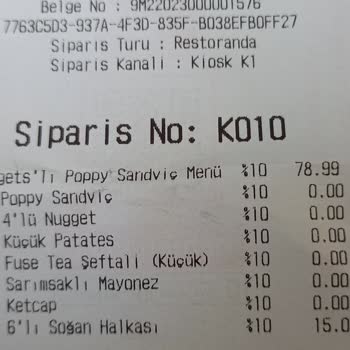 Belge No : 9M22023000001576
7763C5D3-937A-4F3D-835F-B038EFB0FF27
Siparis Turu : Restoranda
Siparis Kanali : Kiosk K1
Siparis No: K010
gets'li Poppy Sandviç Menü %10 78.99
Poppy Sandviç %10 0.00
4'lü Nugget %10 0.00
Küçük Patates %10 0.00
Fuse Tea Şeftali (Küçük) %10 0.00
Sarımsaklı Mayonez %10 0.00
Ketçap %10 0.00
6'lı Soğan Halkası %10 15.0